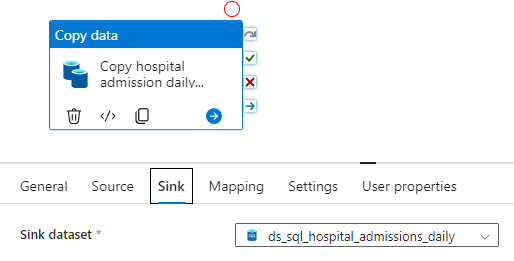 Copy data
Copy hospital
admission daily...
General Source Sink Mapping Settings User properties
Sink dataset * ds_sql_hospital_admissions_daily